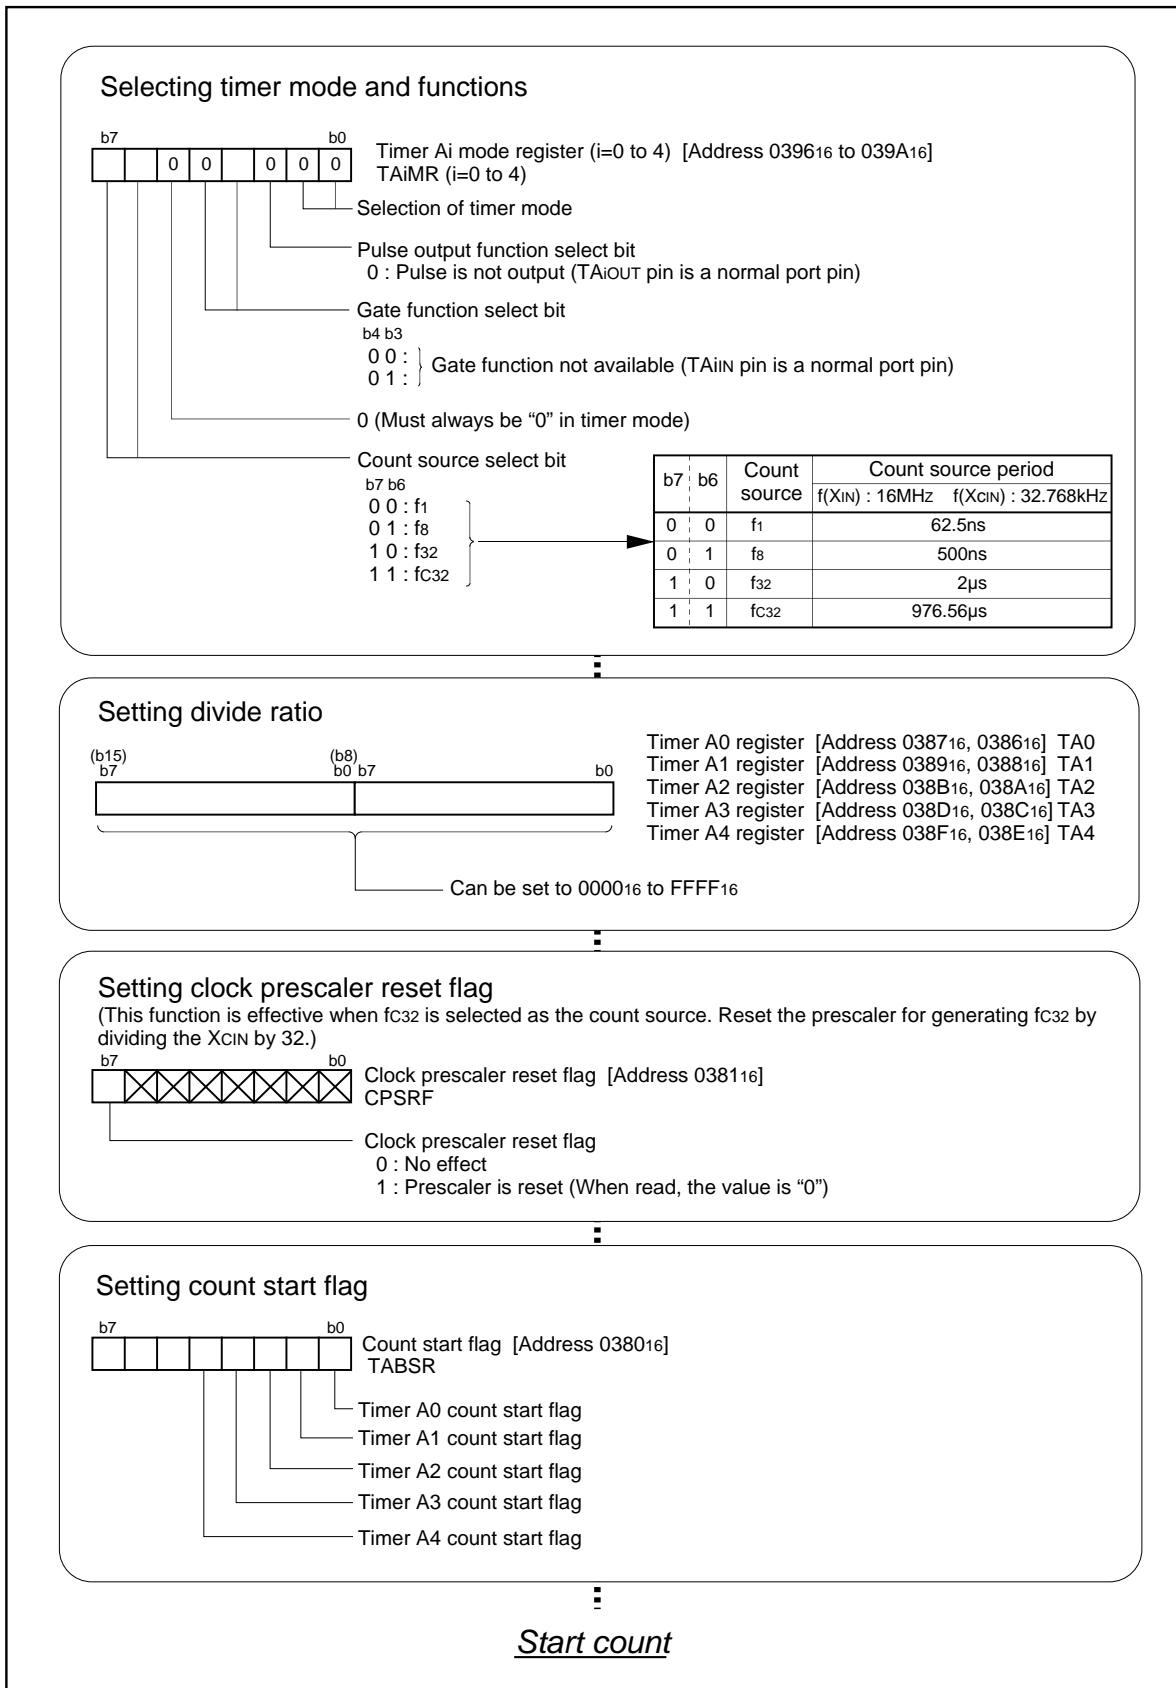 Selecting timer mode and functions
b7 b0
0 0 0 0 0
Timer Ai mode register (i=0 to 4) [Address 039616 to 039A16]
TAiMR (i=0 to 4)
Selection of timer mode
Pulse output function select bit
0 : Pulse is not output (TAiOUT pin is a normal port pin)
Gate function select bit
b4 b3
0 0 :
0 1 :
Gate function not available (TAiIN pin is a normal port pin)
0 (Must always be “0” in timer mode)
Count source select bit
b7 b6
0 0 : f1
0 1 : f8
1 0 : f32
1 1 : fC32
b7 b6 Count source Count source period
f(XIN) : 16MHz f(XcIN) : 32.768kHz
0 0 f1 62.5ns
0 1 f8 500ns
1 0 f32 2µs
1 1 fC32 976.56µs
Setting divide ratio
(b15) (b8)
b7 b0 b7 b0
Timer A0 register [Address 038716, 038616] TA0
Timer A1 register [Address 038916, 038816] TA1
Timer A2 register [Address 038B16, 038A16] TA2
Timer A3 register [Address 038D16, 038C16] TA3
Timer A4 register [Address 038F16, 038E16] TA4
Can be set to 000016 to FFFF16
Setting clock prescaler reset flag
(This function is effective when fC32 is selected as the count source. Reset the prescaler for generating fC32 by
dividing the XCIN by 32.)
b7 b0
Clock prescaler reset flag [Address 038116]
CPSRF
Clock prescaler reset flag
0 : No effect
1 : Prescaler is reset (When read, the value is “0”)
Setting count start flag
b7 b0
Count start flag [Address 038016]
TABSR
Timer A0 count start flag
Timer A1 count start flag
Timer A2 count start flag
Timer A3 count start flag
Timer A4 count start flag
Start count